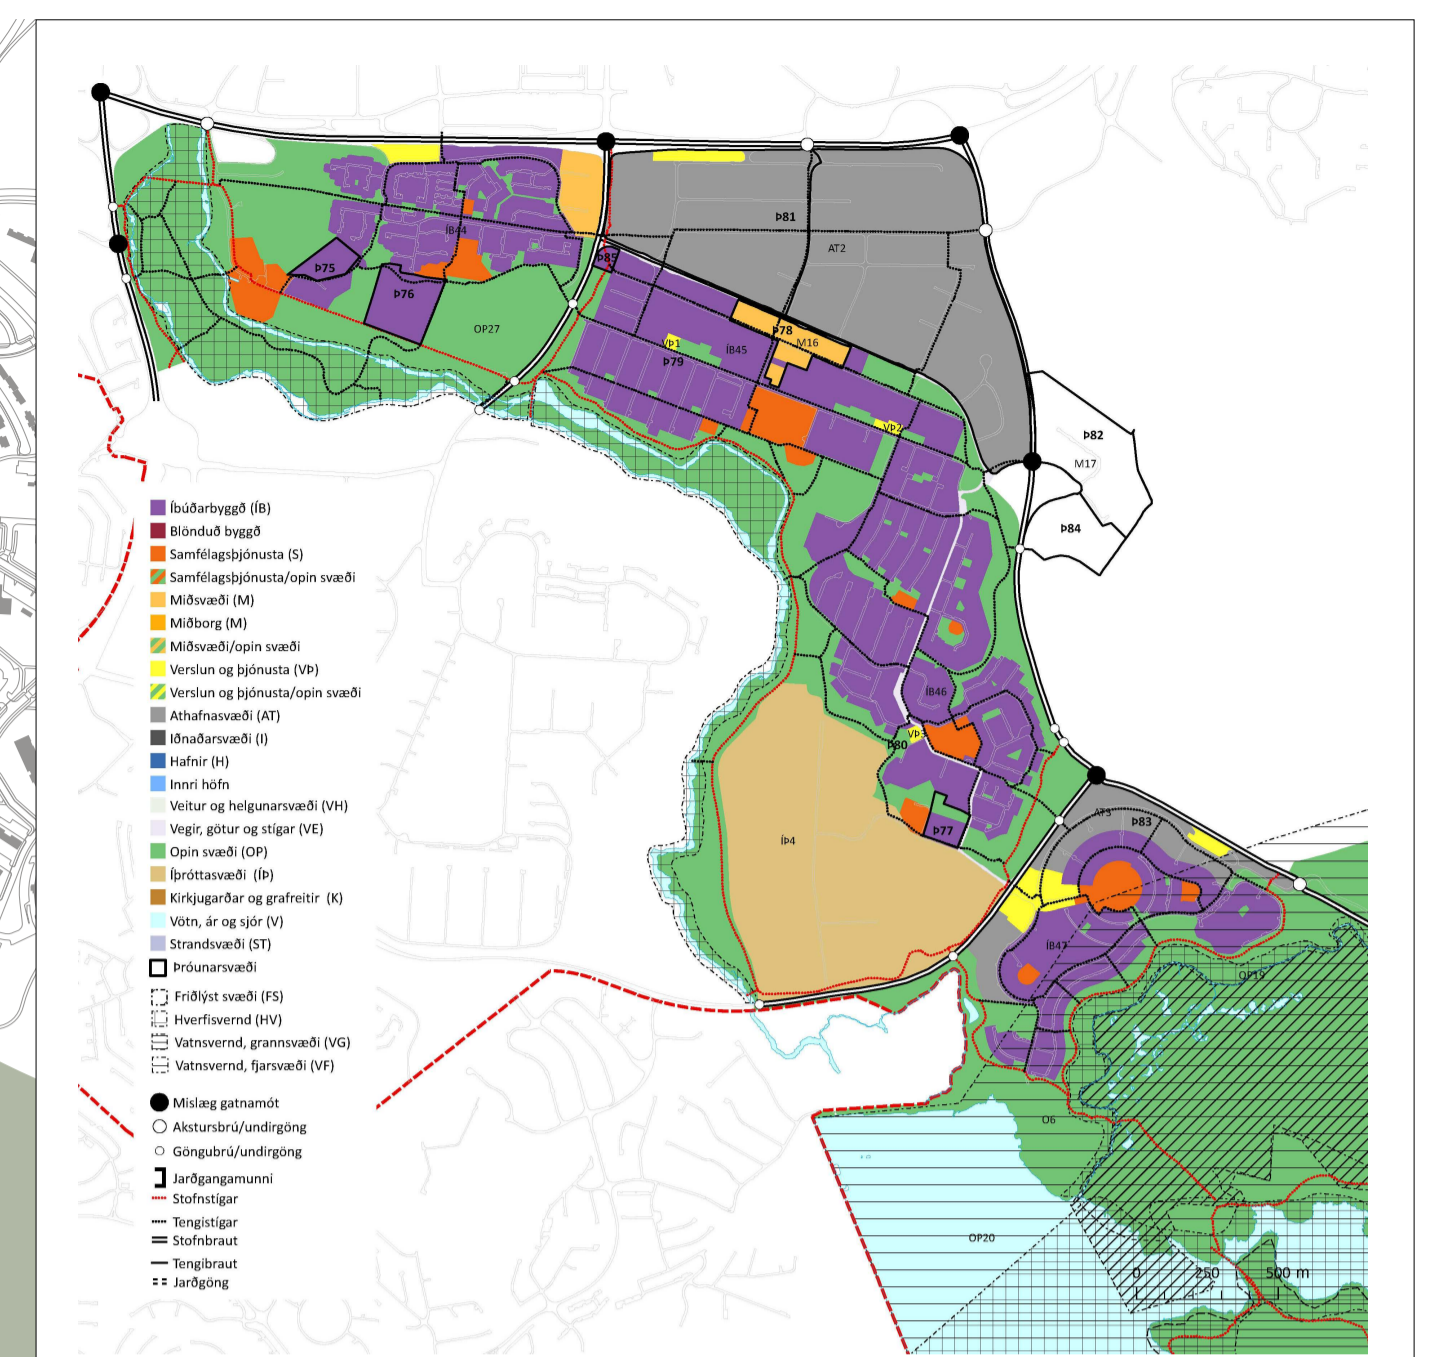 Þ81
AT2
ÍB44
Þ85
Þ75
Þ76
OP27
Þ78
M16
VÞ1
ÍB45
Þ79
VÞ2
Þ82
M17
Þ84
ÍB46
VÞ3
Þ80
Þ77
ÍÞ4
AT3
Þ83
ÍB47
OP19
O6
OP20
0 250 500 m
Íbúðarbyggð (ÍB)
Blönduð byggð
Samfélagsþjónusta (S)
Samfélagsþjónusta/opin svæði
Miðsvæði (M)
Miðborg (M)
Miðsvæði/opin svæði
Verslun og þjónusta (VÞ)
Verslun og þjónusta/opin svæði
Athafnasvæði (AT)
Iðnaðarsvæði (I)
Hafnir (H)
Innri höfn
Veitur og helgunarsvæði (VH)
Vegir, götur og stígar (VE)
Opin svæði (OP)
Íþróttasvæði (ÍÞ)
Kirkjugarðar og grafreitir (K)
Vötn, ár og sjór (V)
Strandsvæði (ST)
Þróunarsvæði
Friðlýst svæði (FS)
Hverfisvernd (HV)
Vatnsvernd, grannsvæði (VG)
Vatnsvernd, fjarsvæði (VF)
Mislæg gatnamót
Akstursbrú/undirgöng
Göngubrú/undirgöng
Jarðgangamunni
Stofnstígar
Tengistígar
Stofnbraut
Tengibraut
Jarðgöng